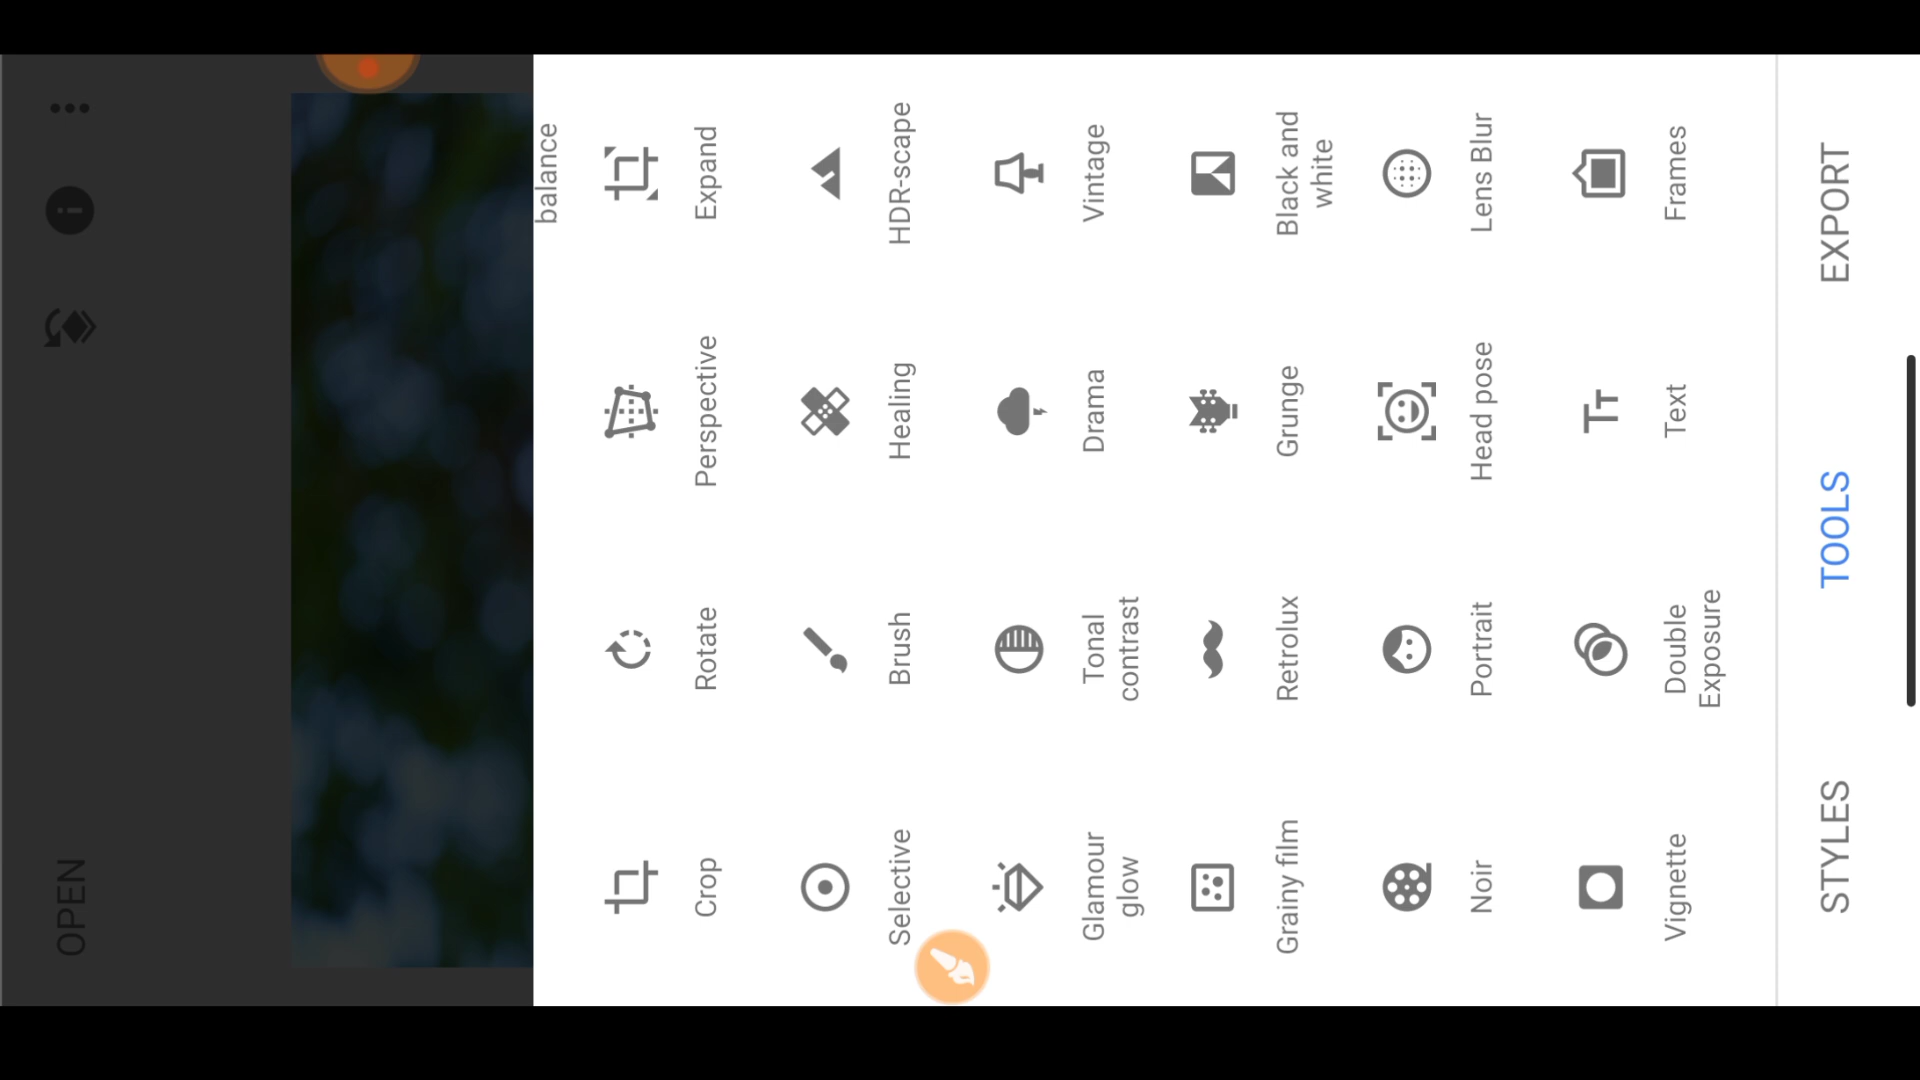 OPEN
balance
Crop
Rotate
Perspective
Expand
Selective
Brush
Healing
HDR-scape
Glamour
glow
Tonal
contrast
Drama
Vintage
Grainy film
Retrolux
Grunge
Black and
white
Noir
Portrait
Head pose
Lens Blur
Vignette
Double
Exposure
Text
Frames
STYLES
TOOLS
EXPORT